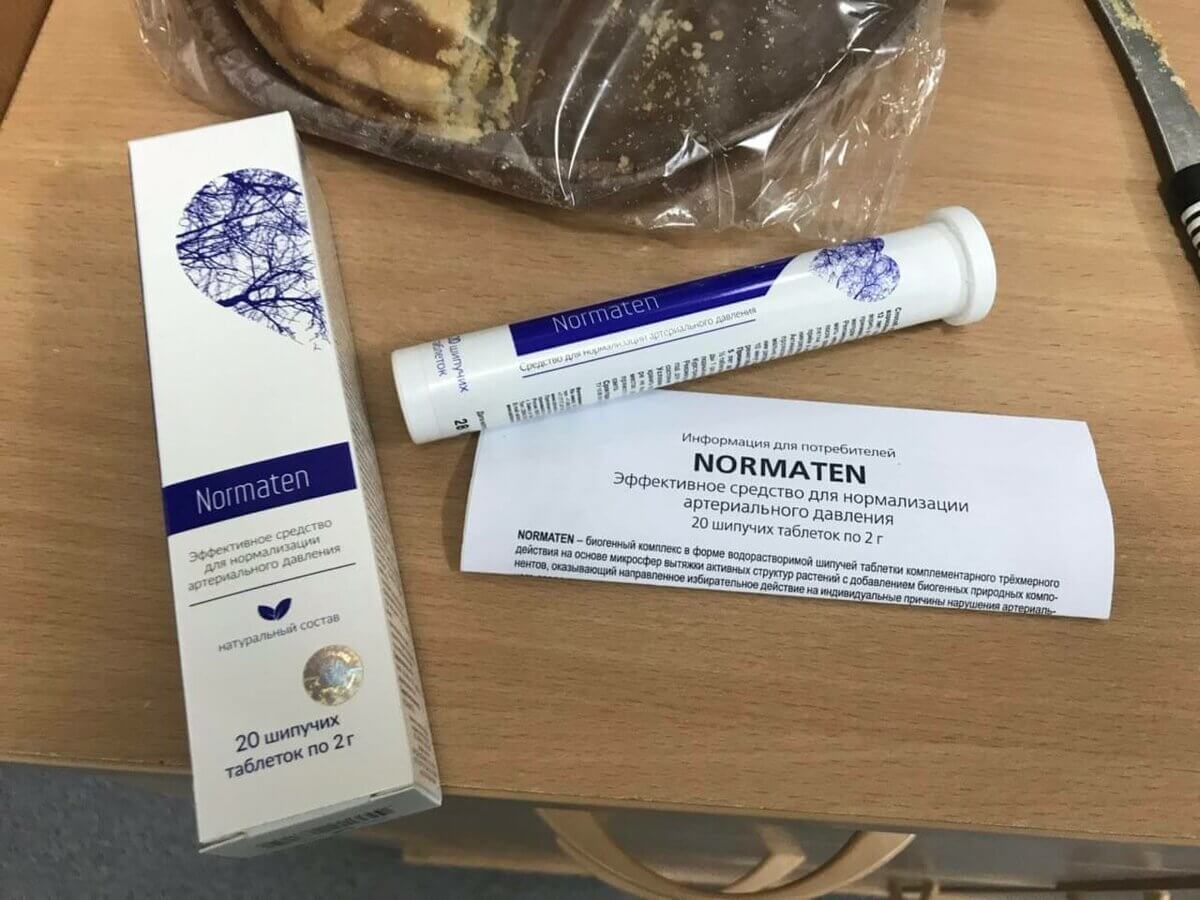 Normaten
Эффективное средство
для нормализации
артериального давления
натуральный состав
20 шипучих
таблеток по 2 г
Normaten
Средство для нормализации артериального давления
шипучих
таблеток
28
Информация для потребителей
NORMATEN
Эффективное средство для нормализации
артериального давления
20 шипучих таблеток по 2 г
NORMATEN – биогенный комплекс в форме водорастворимой шипучей таблетки комплементарного трёхмерного
действия на основе микросфер вытяжки активных структур растений с добавлением биогенных природных компо-
нентов, оказывающий направленное избирательное действие на индивидуальные причины нарушения артериаль-